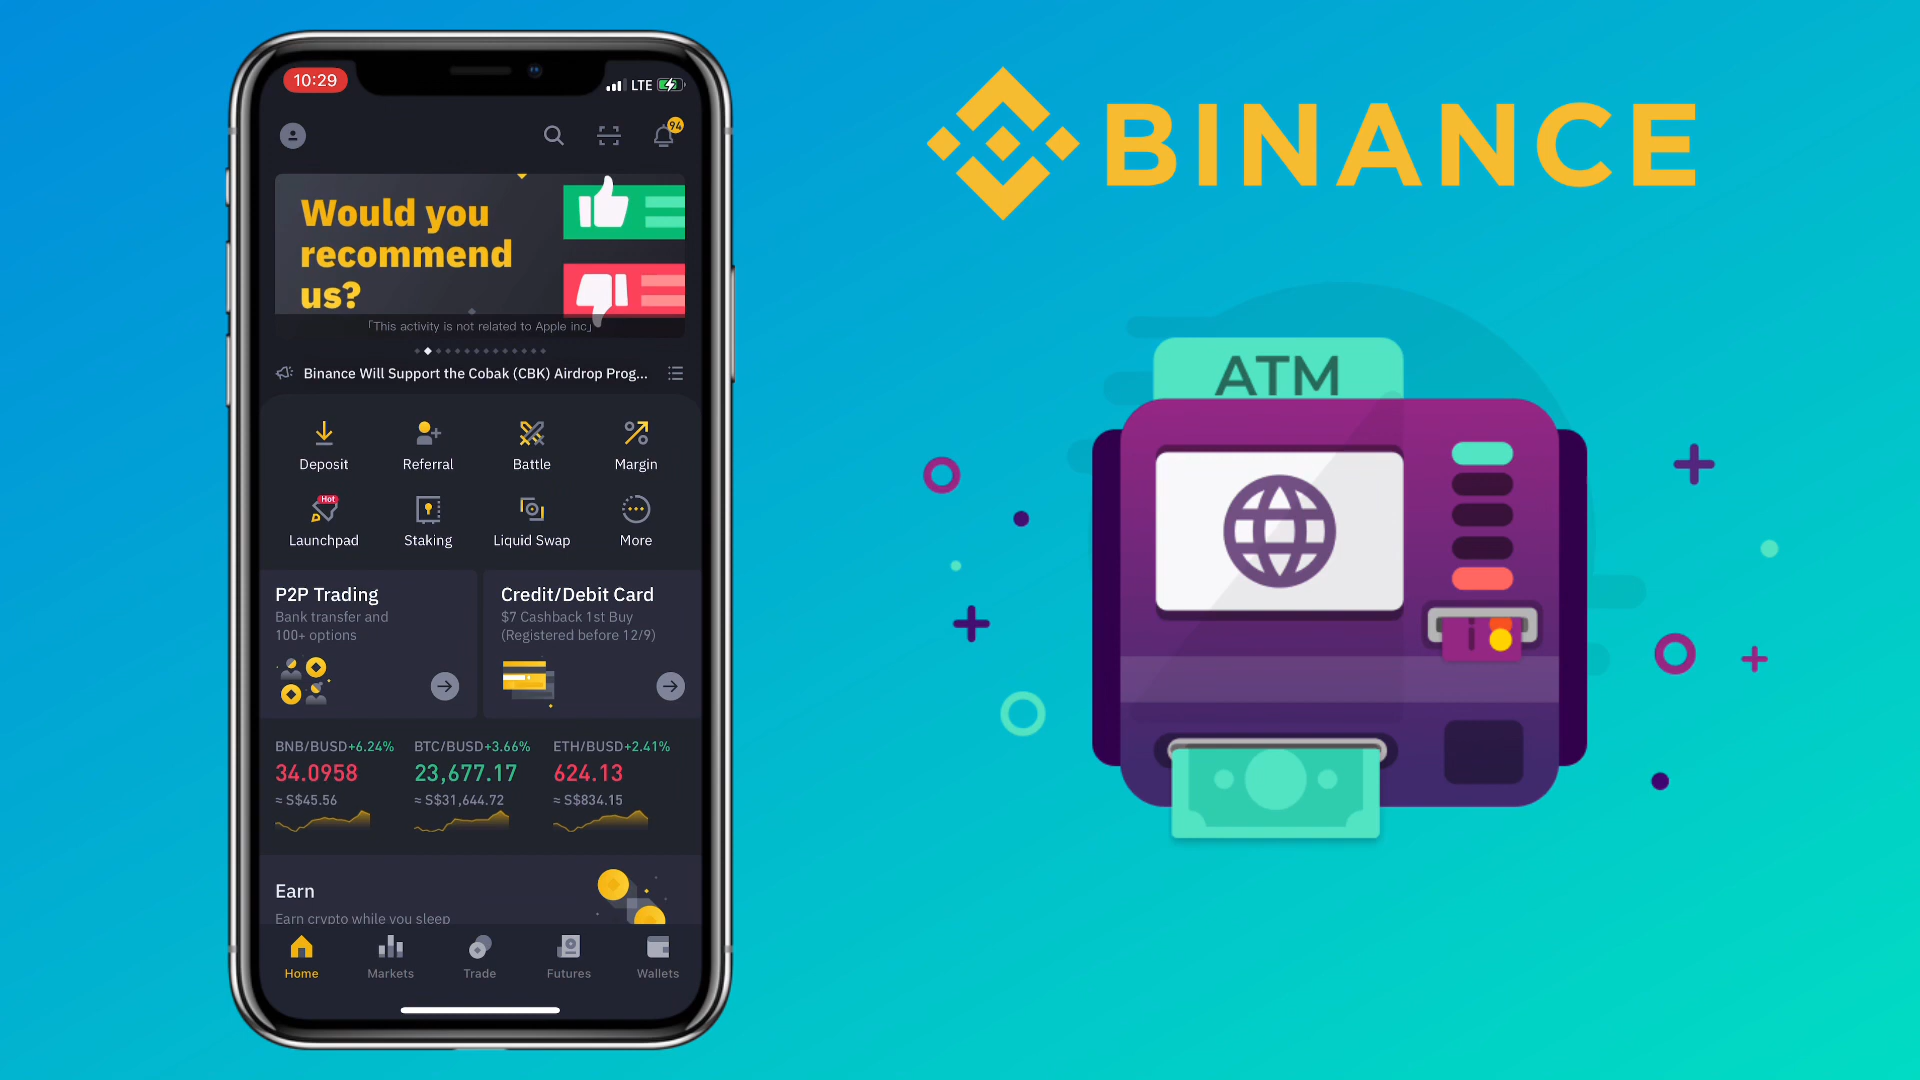 10:29
LTE
94
Would you
recommend
us?
「This activity is not related to Apple inc」
Binance Will Support the Cobak (CBK) Airdrop Prog...
Deposit
Referral
Battle
Margin
Hot
Launchpad
Staking
Liquid Swap
More
P2P Trading
Bank transfer and
100+ options
Credit/Debit Card
$7 Cashback 1st Buy
(Registered before 12/9)
BNB/BUSD+6.24%
34.0958
≈ S$45.56
BTC/BUSD+3.66%
23,677.17
≈ S$31,644.72
ETH/BUSD+2.41%
624.13
≈ S$834.15
Earn
Earn crypto while you sleep
Home
Markets
Trade
Futures
Wallets
BINANCE
ATM